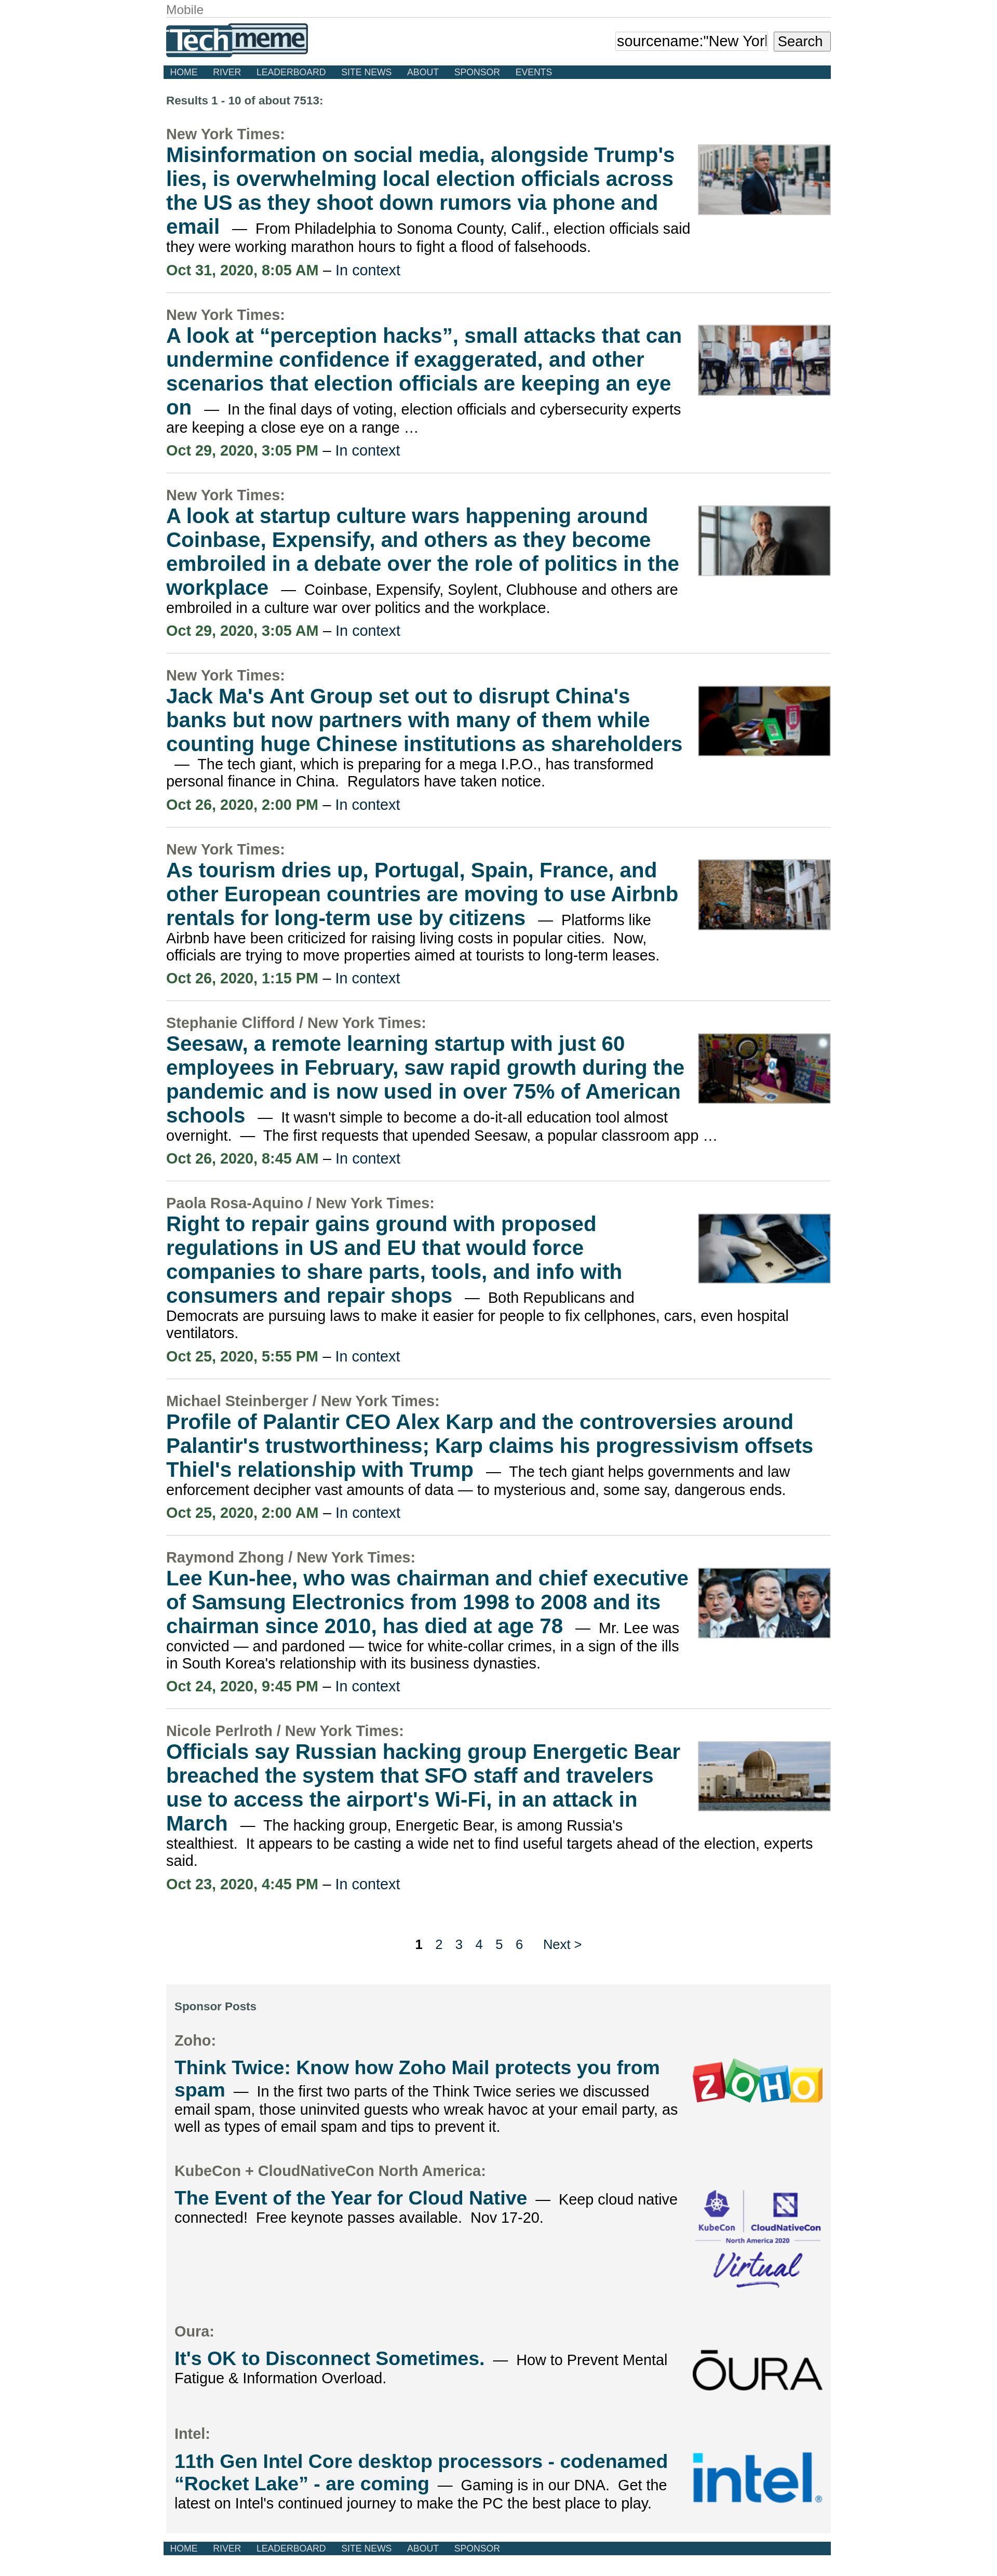 Mobile
Techmeme
sourcename:"New Yor
Search
HOME RIVER LEADERBOARD SITE NEWS ABOUT SPONSOR EVENTS
Results 1 - 10 of about 7513:
New York Times:
Misinformation on social media, alongside Trump's
lies, is overwhelming local election officials across
the US as they shoot down rumors via phone and
email — From Philadelphia to Sonoma County, Calif., election officials said
they were working marathon hours to fight a flood of falsehoods.
Oct 31, 2020, 8:05 AM – In context
New York Times:
A look at “perception hacks”, small attacks that can
undermine confidence if exaggerated, and other
scenarios that election officials are keeping an eye
on — In the final days of voting, election officials and cybersecurity experts
are keeping a close eye on a range …
Oct 29, 2020, 3:05 PM – In context
New York Times:
A look at startup culture wars happening around
Coinbase, Expensify, and others as they become
embroiled in a debate over the role of politics in the
workplace — Coinbase, Expensify, Soylent, Clubhouse and others are
embroiled in a culture war over politics and the workplace.
Oct 29, 2020, 3:05 AM – In context
New York Times:
Jack Ma's Ant Group set out to disrupt China's
banks but now partners with many of them while
counting huge Chinese institutions as shareholders
— The tech giant, which is preparing for a mega I.P.O., has transformed
personal finance in China. Regulators have taken notice.
Oct 26, 2020, 2:00 PM – In context
New York Times:
As tourism dries up, Portugal, Spain, France, and
other European countries are moving to use Airbnb
rentals for long-term use by citizens — Platforms like
Airbnb have been criticized for raising living costs in popular cities. Now,
officials are trying to move properties aimed at tourists to long-term leases.
Oct 26, 2020, 1:15 PM – In context
Stephanie Clifford / New York Times:
Seesaw, a remote learning startup with just 60
employees in February, saw rapid growth during the
pandemic and is now used in over 75% of American
schools — It wasn't simple to become a do-it-all education tool almost
overnight. — The first requests that upended Seesaw, a popular classroom app …
Oct 26, 2020, 8:45 AM – In context
Paola Rosa-Aquino / New York Times:
Right to repair gains ground with proposed
regulations in US and EU that would force
companies to share parts, tools, and info with
consumers and repair shops — Both Republicans and
Democrats are pursuing laws to make it easier for people to fix cellphones, cars, even hospital
ventilators.
Oct 25, 2020, 5:55 PM – In context
Michael Steinberger / New York Times:
Profile of Palantir CEO Alex Karp and the controversies around
Palantir's trustworthiness; Karp claims his progressivism offsets
Thiel's relationship with Trump — The tech giant helps governments and law
enforcement decipher vast amounts of data — to mysterious and, some say, dangerous ends.
Oct 25, 2020, 2:00 AM – In context
Raymond Zhong / New York Times:
Lee Kun-hee, who was chairman and chief executive
of Samsung Electronics from 1998 to 2008 and its
chairman since 2010, has died at age 78 — Mr. Lee was
convicted — and pardoned — twice for white-collar crimes, in a sign of the ills
in South Korea's relationship with its business dynasties.
Oct 24, 2020, 9:45 PM – In context
Nicole Perlroth / New York Times:
Officials say Russian hacking group Energetic Bear
breached the system that SFO staff and travelers
use to access the airport's Wi-Fi, in an attack in
March — The hacking group, Energetic Bear, is among Russia's
stealthiest. It appears to be casting a wide net to find useful targets ahead of the election, experts
said.
Oct 23, 2020, 4:45 PM – In context
1 2 3 4 5 6 Next >
Sponsor Posts
Zoho:
Think Twice: Know how Zoho Mail protects you from
spam — In the first two parts of the Think Twice series we discussed
email spam, those uninvited guests who wreak havoc at your email party, as
well as types of email spam and tips to prevent it.
ZOHO
KubeCon + CloudNativeCon North America:
The Event of the Year for Cloud Native — Keep cloud native
connected! Free keynote passes available. Nov 17-20.
KubeCon CloudNativeCon
North America 2020
Virtual
Oura:
It's OK to Disconnect Sometimes. — How to Prevent Mental
Fatigue & Information Overload.
ŌURA
Intel:
11th Gen Intel Core desktop processors - codenamed
“Rocket Lake” - are coming — Gaming is in our DNA. Get the
latest on Intel's continued journey to make the PC the best place to play.
intel®
HOME RIVER LEADERBOARD SITE NEWS ABOUT SPONSOR